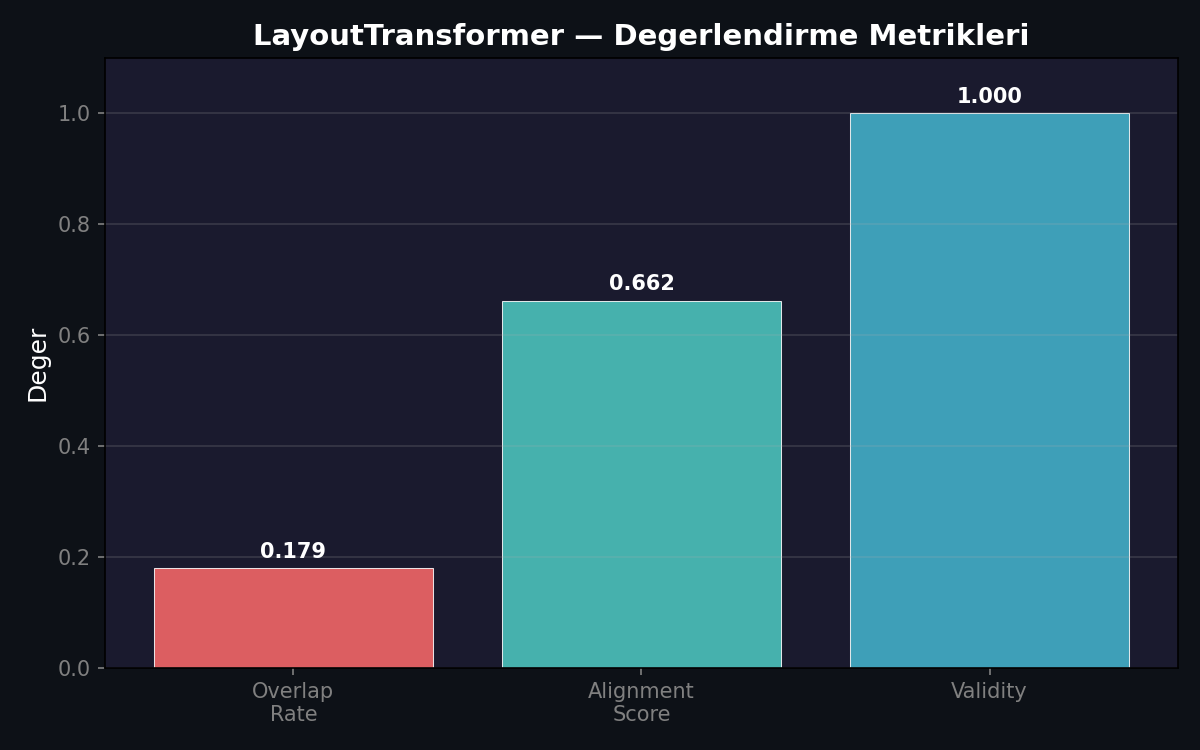 LayoutTransformer — Degerlendirme Metrikleri
1.0
0.8
0.6
0.4
0.2
0.0
Deger
0.179
0.662
1.000
Overlap
Rate
Alignment
Score
Validity